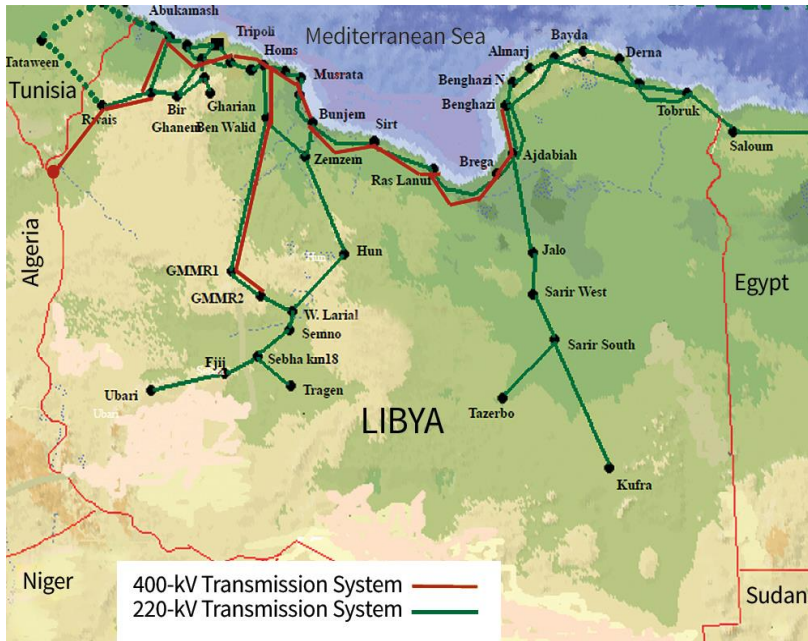 Abukamash
Tripoli
Mediterranean Sea
Bayda
Homs
Almarj
Derna
Tataween
Musrata
Benghazi N
Tunisia
Bir
Gharian
Benghazi
Tobruk
Rwais
Ghanem
Ben Walid
Bunjem
Sirt
Saloum
Zemzem
Brega
Ajdabiah
Ras Lanuf
Algeria
Hun
Hun
Jalo
GMMR1
Egypt
GMMR2
Sarir West
W. Larial
Semno
Sarir South
Fjij
Sebha km18
Ubari
Tragen
Ubari
Tazerbo
LIBYA
Kufra
Niger
400-kV Transmission System
220-kV Transmission System
Sudan